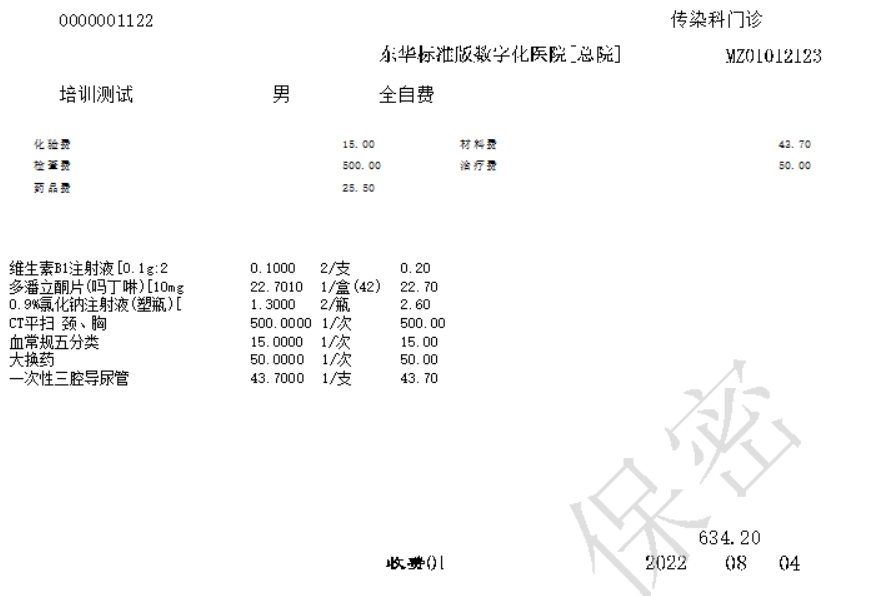 0000001122 传染科门诊
东华标准版数字化医院[总院] MZ01012123
培训测试 男 全自费
化验费 15.00 材料费 43.70
检查费 500.00 治疗费 50.00
药品费 25.50
维生素B1注射液[0.1g:2 0.1000 2/支 0.20
多潘立酮片(吗丁啉)[10mg 22.7010 1/盒(42) 22.70
0.9%氯化钠注射液(塑瓶)[ 1.3000 2/瓶 2.60
CT平扫 颈、胸 500.0000 1/次 500.00
血常规五分类 15.0000 1/次 15.00
大换药 50.0000 1/次 50.00
一次性三腔导尿管 43.7000 1/支 43.70
保密
634.20
收费01 2022 08 04